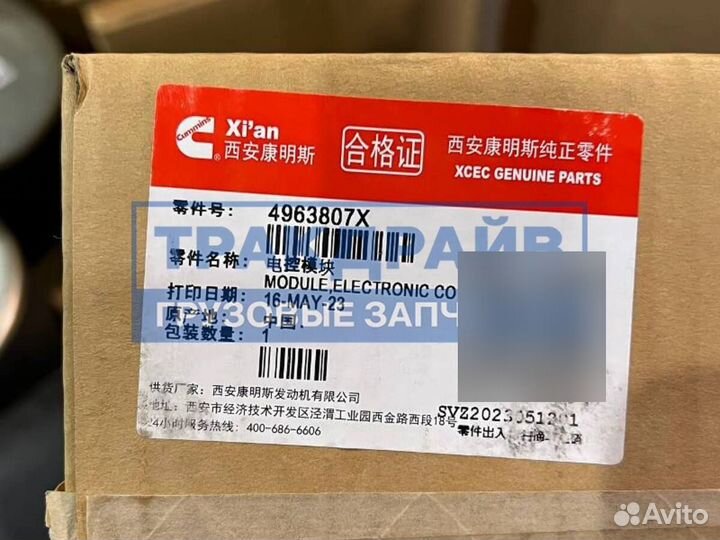 Cummins
Xi'an
西安康明斯
合格证
西安康明斯纯正零件
XCEC GENUINE PARTS
零件号: 4963807X
零件名称: 电控模块
MODULE,ELECTRONIC CO
打印日期: 16-MAY-23
原产地: 中国.
包装数量: 1
ТРАКДРАЙВ
ГРУЗОВЫЕ ЗАПЧ
供货厂家: 西安康明斯发动机有限公司
地址: 西安市经济技术开发区泾渭工业园西金路西段18号
24小时服务热线: 400-686-6606
零件出入
Avito